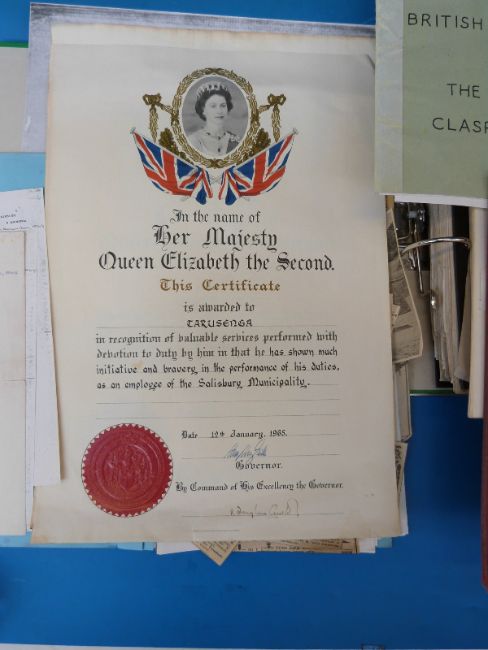 BRITISH
THE
CLASP
In the name of
Her Majesty
Queen Elizabeth the Second.
This Certificate
is awarded to
TARUSENGA
in recognition of valuable services performed with
devotion to duty by him in that he has shown much
initiative and bravery in the performance of his duties,
as an employee of the Salisbury Municipality.
Date 12th January, 1965.
Governor.
By Command of His Excellency the Governor.